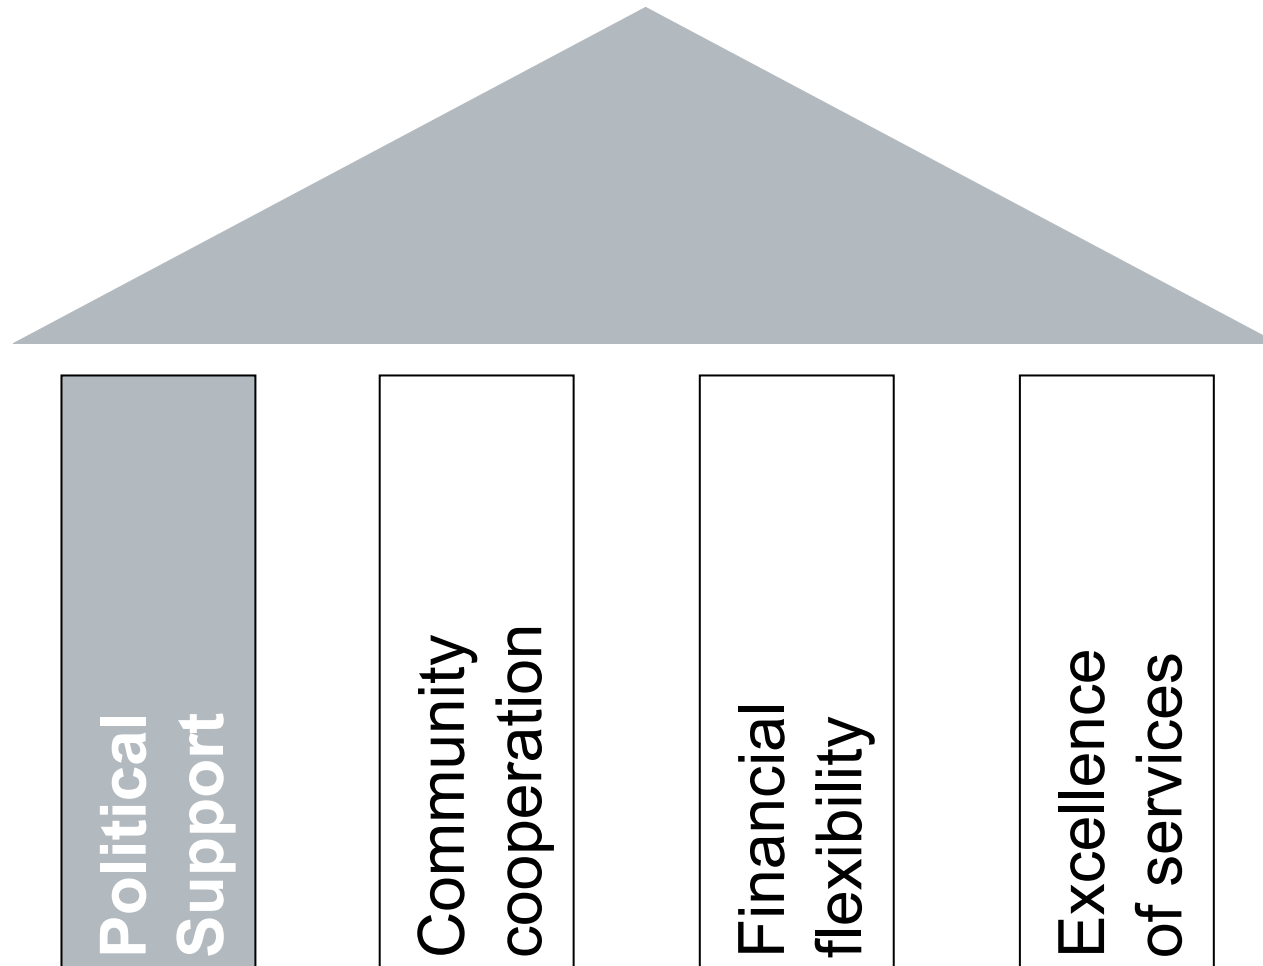 Political
Support
Community
cooperation
Financial
flexibility
Excellence
of services